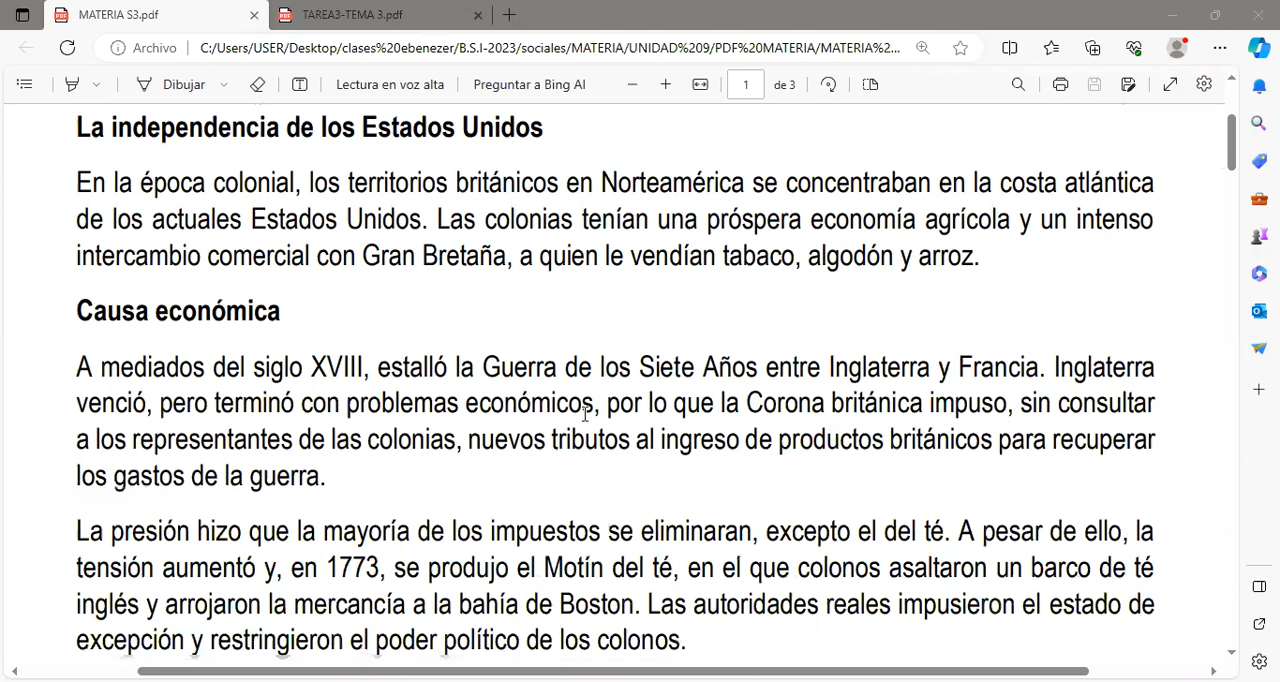 MATERIA S3.pdf
TAREA3-TEMA 3.pdf
Archivo
C:/Users/USER/Desktop/clases%20ebenezer/B.S.I-2023/sociales/MATERIA/UNIDAD%209/PDF%20MATERIA/MATERIA%2...
Dibujar
Lectura en voz alta
Preguntar a Bing AI
1 de 3
La independencia de los Estados Unidos
En la época colonial, los territorios británicos en Norteamérica se concentraban en la costa atlántica
de los actuales Estados Unidos. Las colonias tenían una próspera economía agrícola y un intenso
intercambio comercial con Gran Bretaña, a quien le vendían tabaco, algodón y arroz.
Causa económica
A mediados del siglo XVIII, estalló la Guerra de los Siete Años entre Inglaterra y Francia. Inglaterra
venció, pero terminó con problemas económicos, por lo que la Corona británica impuso, sin consultar
a los representantes de las colonias, nuevos tributos al ingreso de productos británicos para recuperar
los gastos de la guerra.
La presión hizo que la mayoría de los impuestos se eliminaran, excepto el del té. A pesar de ello, la
tensión aumentó y, en 1773, se produjo el Motín del té, en el que colonos asaltaron un barco de té
inglés y arrojaron la mercancía a la bahía de Boston. Las autoridades reales impusieron el estado de
excepción y restringieron el poder político de los colonos.